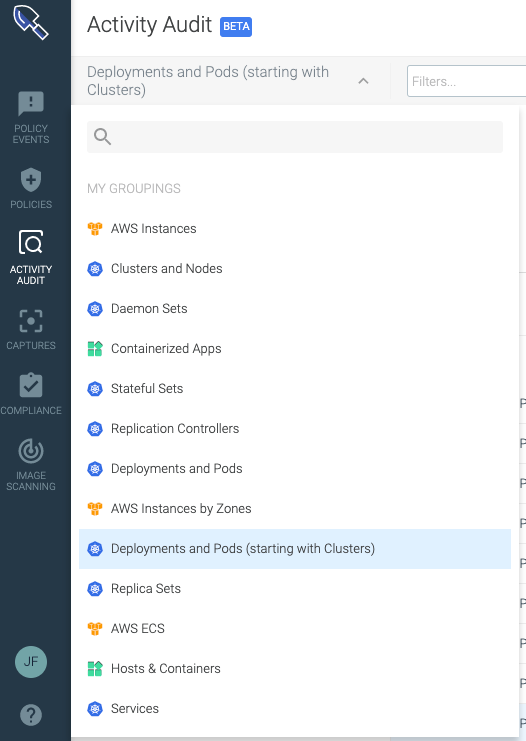 Activity Audit BETA
Deployments and Pods (starting with
Clusters)
Filters...
POLICY
EVENTS
POLICIES
ACTIVITY
AUDIT
CAPTURES
COMPLIANCE
IMAGE
SCANNING
JF
?
MY GROUPINGS
AWS Instances
Clusters and Nodes
Daemon Sets
Containerized Apps
Stateful Sets
Replication Controllers
Deployments and Pods
AWS Instances by Zones
Deployments and Pods (starting with Clusters)
Replica Sets
AWS ECS
Hosts & Containers
Services